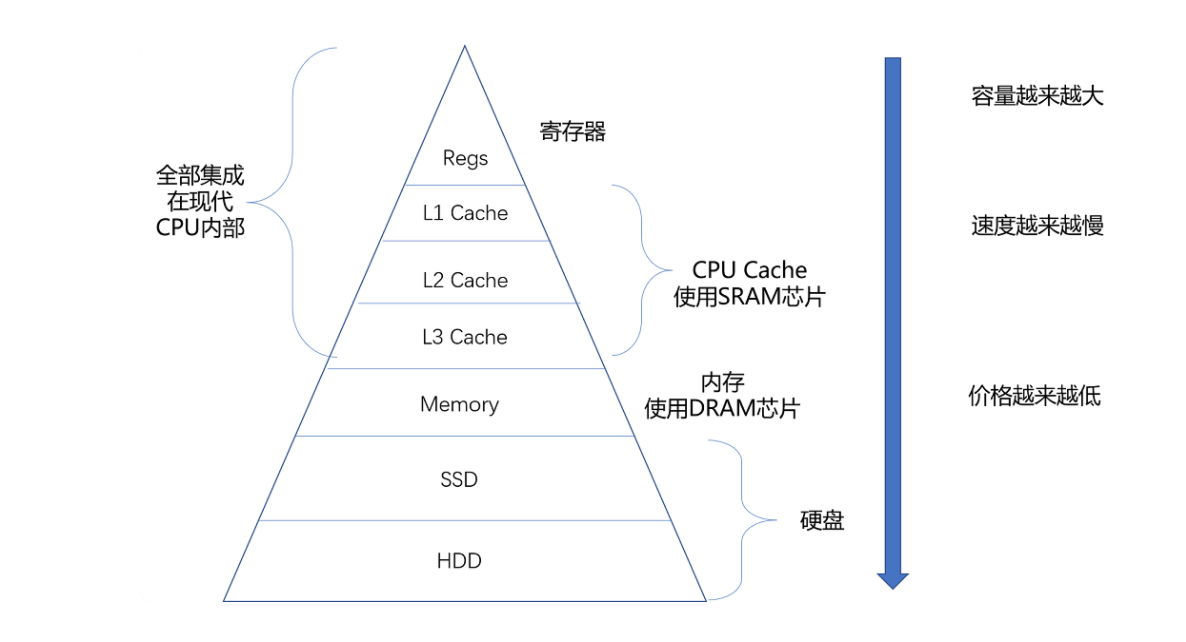 容量越来越大
寄存器
Regs
全部集成
在现代
CPU内部
L1 Cache
速度越来越慢
L2 Cache
CPU Cache
使用SRAM芯片
L3 Cache
内存
使用DRAM芯片
价格越来越低
Memory
SSD
硬盘
HDD